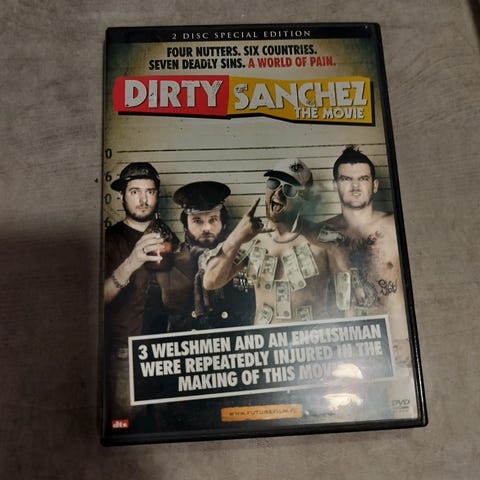 2 DISC SPECIAL EDITION
FOUR NUTTERS. SIX COUNTRIES.
SEVEN DEADLY SINS. A WORLD OF PAIN.
DIRTY SANCHEZ
THE MOVIE
3 WELSHMEN AND AN ENGLISHMAN
WERE REPEATEDLY INJURED IN THE
MAKING OF THIS
WWW.FUTUREFILM.FI
dts
DVD